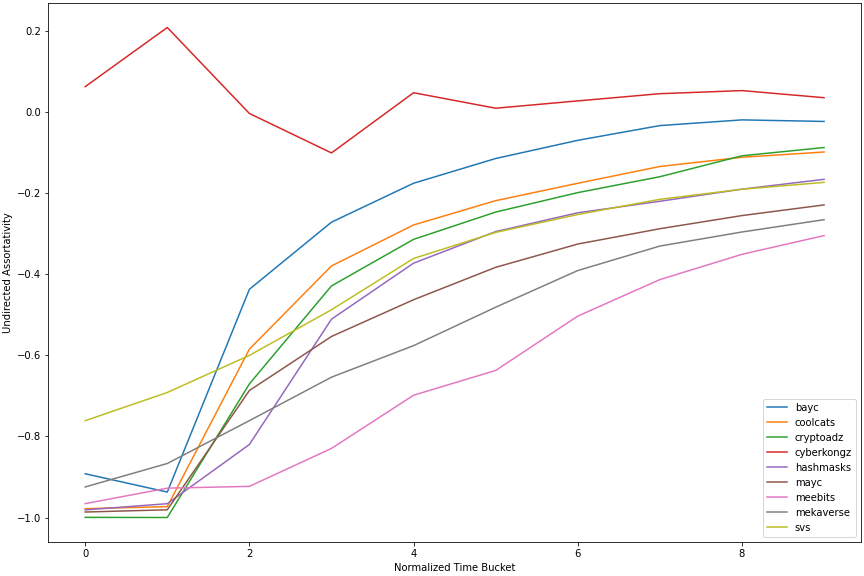 0.2
0.0
−0.2
−0.4
−0.6
−0.8
−1.0
Undirected Assortativity
0 2 4 6 8
Normalized Time Bucket
bayc
coolcats
cryptoadz
cyberkongz
hashmasks
mayc
meebits
mekaverse
svs